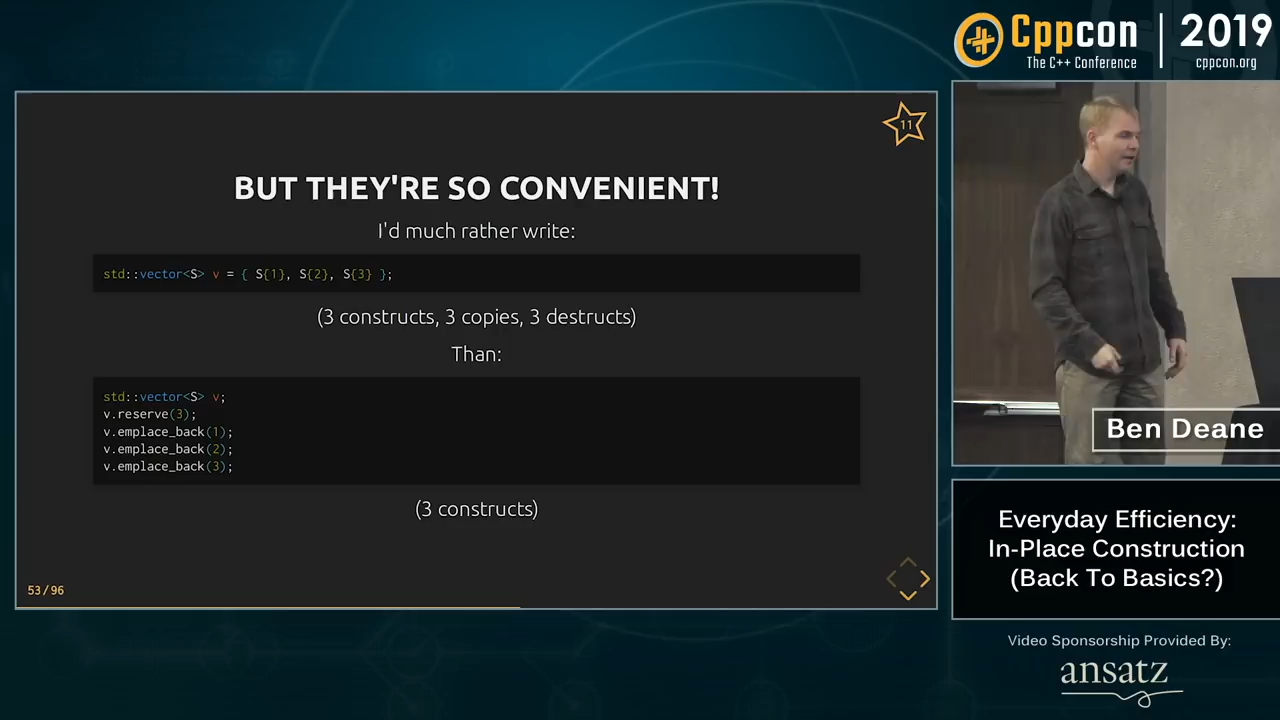 Cppcon | 2019
The C++ Conference
cppcon.org
11
BUT THEY'RE SO CONVENIENT!
I'd much rather write:
std::vector<S> v = { S{1}, S{2}, S{3} };
(3 constructs, 3 copies, 3 destructs)
Than:
std::vector<S> v;
v.reserve(3);
v.emplace_back(1);
v.emplace_back(2);
v.emplace_back(3);
(3 constructs)
53/96
Ben Deane
Everyday Efficiency:
In-Place Construction
(Back To Basics?)
Video Sponsorship Provided By:
ansatz